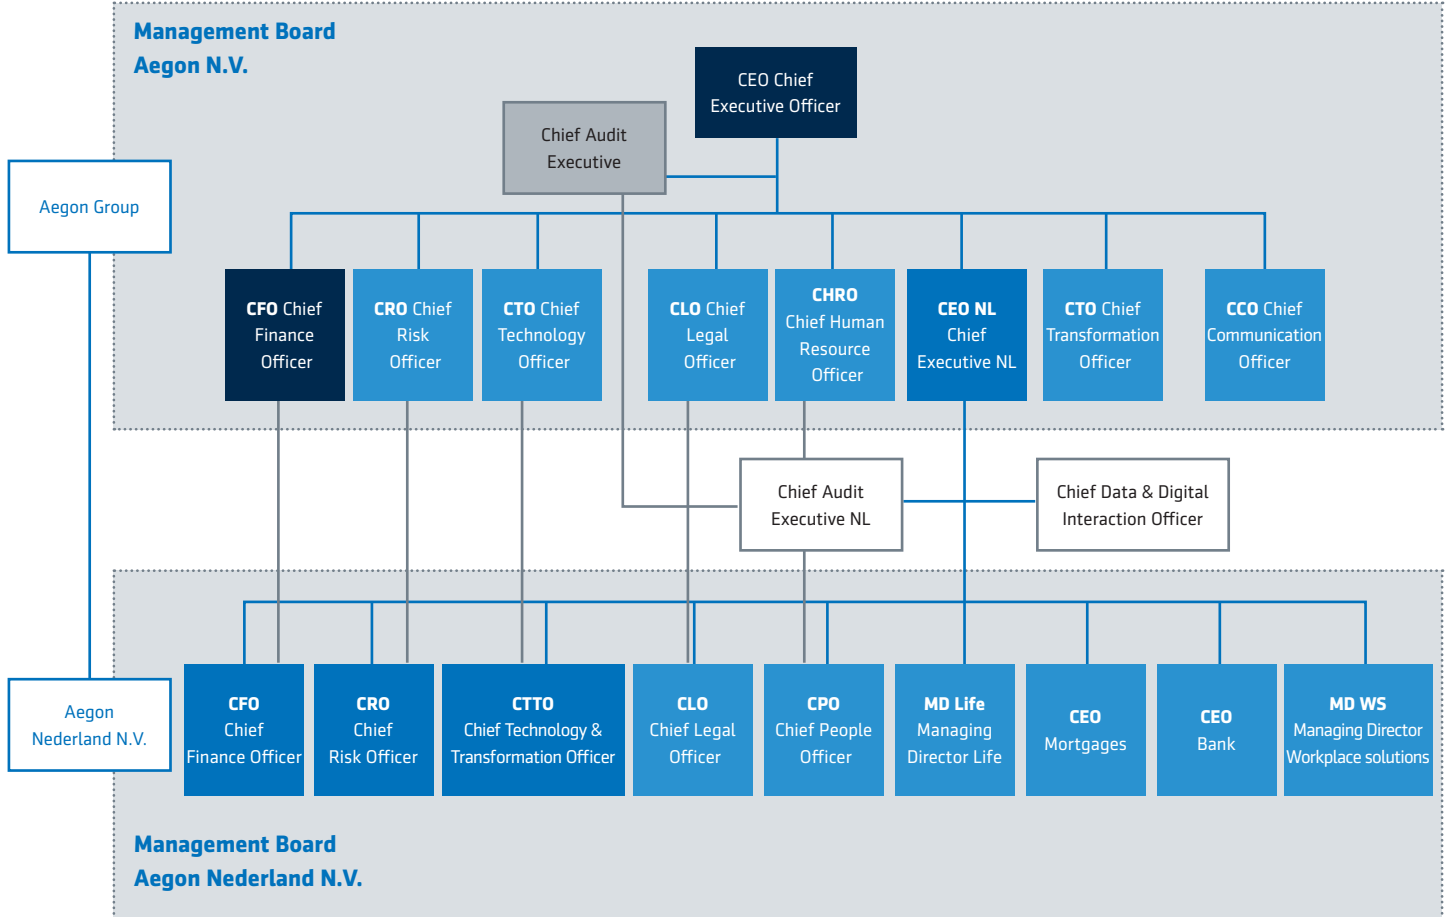 Management Board
Aegon N.V.
CEO Chief
Executive Officer
Chief Audit
Executive
Aegon Group
CFO Chief
Finance
Officer
CRO Chief
Risk
Officer
CTO Chief
Technology
Officer
CLO Chief
Legal
Officer
CHRO
Chief Human
Resource
Officer
CEO NL
Chief
Executive NL
CTO Chief
Transformation
Officer
CCO Chief
Communication
Officer
Chief Audit
Executive NL
Chief Data & Digital
Interaction Officer
Aegon
Nederland N.V.
CFO
Chief
Finance Officer
CRO
Chief
Risk Officer
CTTO
Chief Technology &
Transformation Officer
CLO
Chief Legal
Officer
CPO
Chief People
Officer
MD Life
Managing
Director Life
CEO
Mortgages
CEO
Bank
MD WS
Managing Director
Workplace solutions
Management Board
Aegon Nederland N.V.